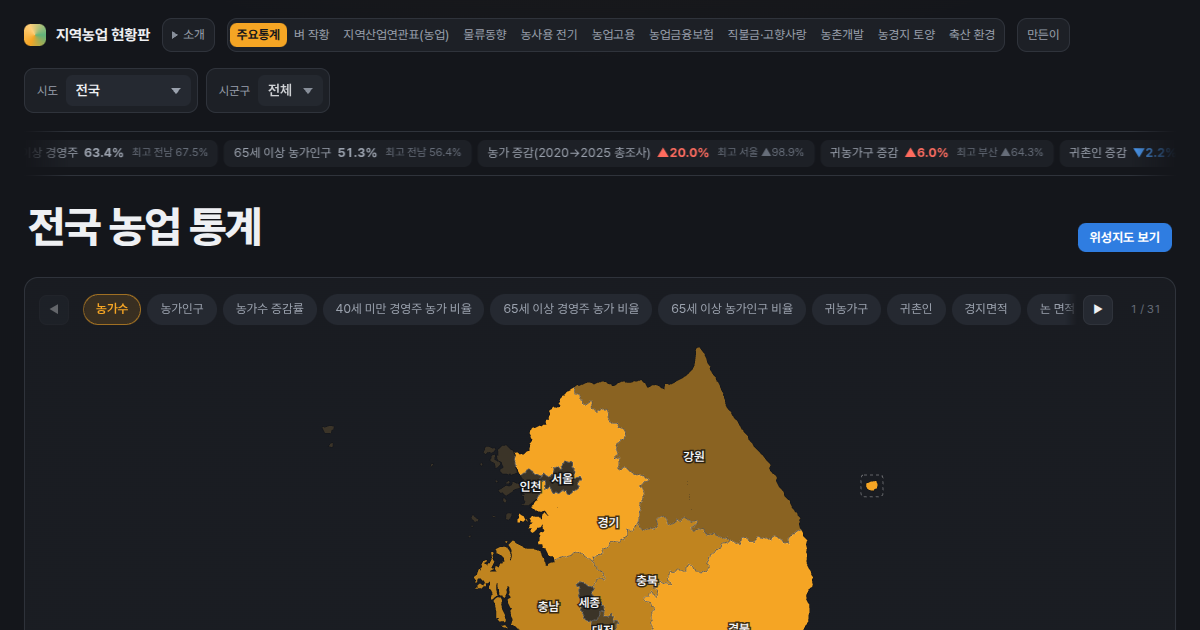 지역농업 현황판 ▶ 소개 주요통계 벼 작황 지역산업연관표(농업) 물류동향 농사용 전기 농업고용 농업금융보험 직불금·고향사랑 농촌개발 농경지 토양 축산 환경 만든이
시도 전국 ▼ 시군구 전체 ▼
상 경영주 63.4% 최고 전남 67.5% 65세 이상 농가인구 51.3% 최고 전남 56.4% 농가 증감(2020→2025 총조사) ▲20.0% 최고 서울 ▲98.9% 귀농가구 증감 ▲6.0% 최고 부산 ▲64.3% 귀촌인 증감 ▼2.2%
전국 농업 통계
위성지도 보기
◀ 농가수 농가인구 농가수 증감률 40세 미만 경영주 농가 비율 65세 이상 경영주 농가 비율 65세 이상 농가인구 비율 귀농가구 귀촌인 경지면적 논 면적 ▶ 1 / 31
강원
서울
인천
경기
충북
세종
충남
경북
대전